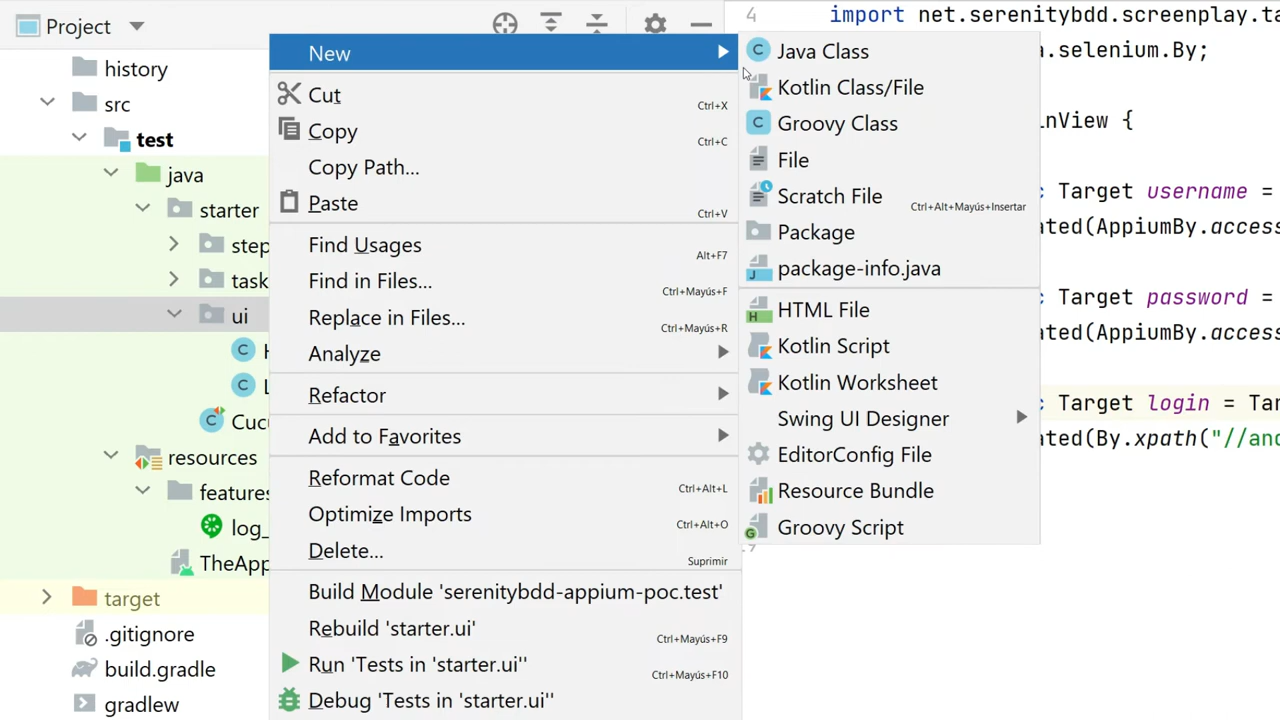 Project
history
src
test
java
starter
ui
resources
target
.gitignore
build.gradle
gradlew
New
Cut Ctrl+X
Copy Ctrl+C
Copy Path...
Paste Ctrl+V
Find Usages Alt+F7
Find in Files... Ctrl+Mayús+F
Replace in Files... Ctrl+Mayús+R
Analyze
Refactor
Add to Favorites
Reformat Code Ctrl+Alt+L
Optimize Imports Ctrl+Alt+O
Delete... Suprimir
Build Module 'serenitybdd-appium-poc.test'
Rebuild 'starter.ui' Ctrl+Mayús+F9
Run 'Tests in 'starter.ui'' Ctrl+Mayús+F10
Debug 'Tests in 'starter.ui''
Java Class
Kotlin Class/File
Groovy Class
File
Scratch File Ctrl+Alt+Mayús+Insertar
Package
package-info.java
HTML File
Kotlin Script
Kotlin Worksheet
Swing UI Designer
EditorConfig File
Resource Bundle
Groovy Script
4 import net.serenitybdd.screenplay.ta
a.selenium.By;
nView {
c Target username =
ated(AppiumBy.access
c Target password =
ated(AppiumBy.access
c Target login = Tar
ated(By.xpath("//and